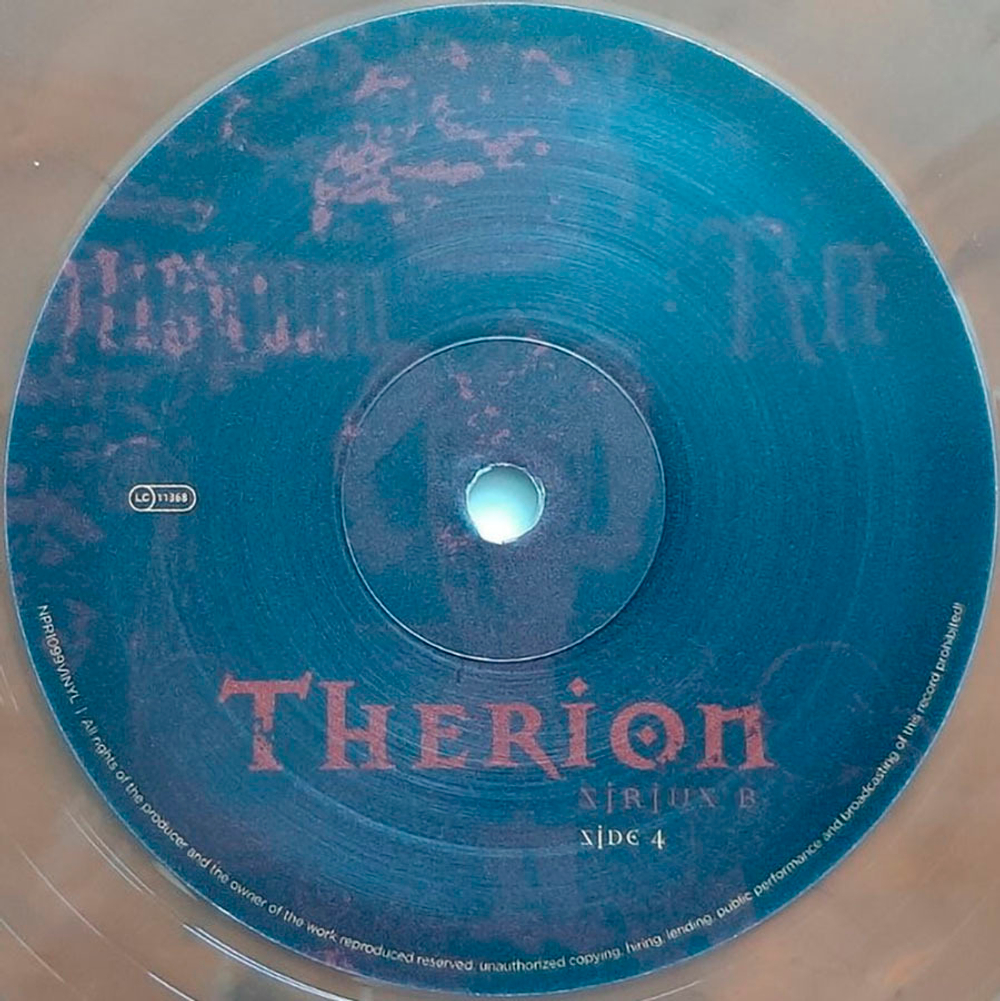 LC 11368
THERION
SIRIUS B
SIDE 4
NPR1099VINYL | All rights of the producer and the owner of the work reproduced reserved, unauthorized copying, hiring, lending, public performance and broadcasting of this record prohibited!